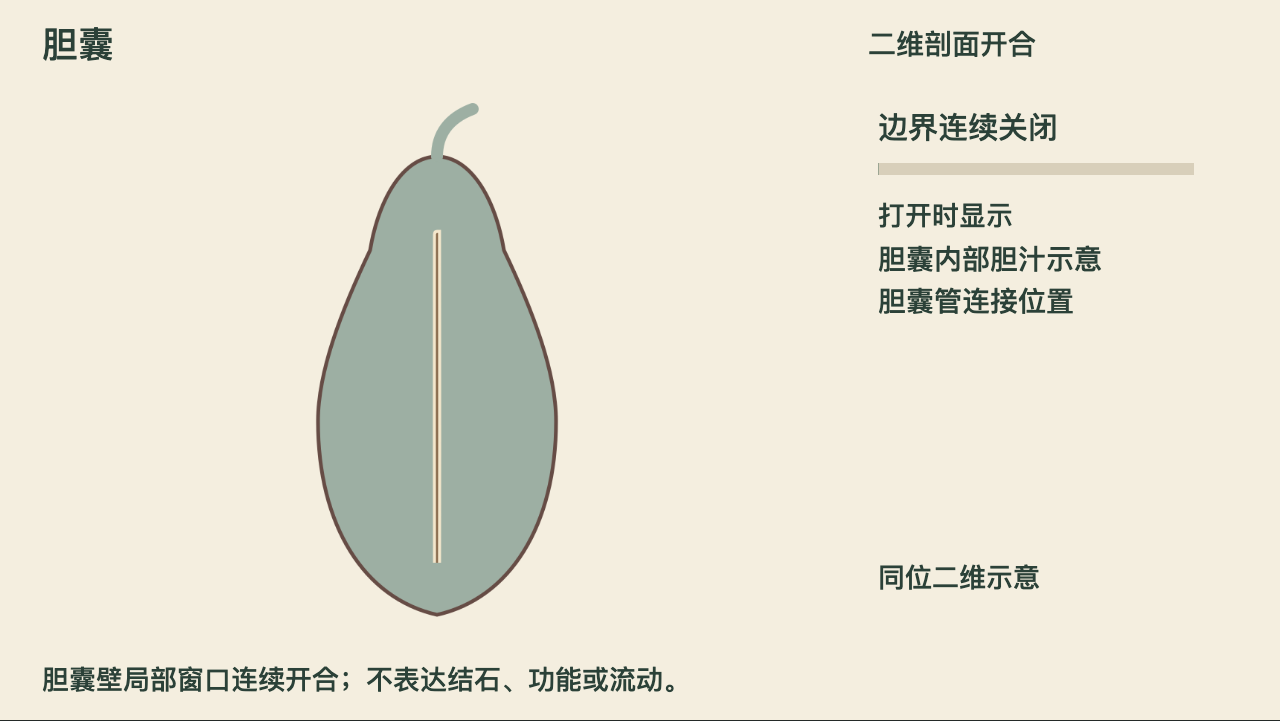 胆囊
二维剖面开合
边界连续关闭
打开时显示
胆囊内部胆汁示意
胆囊管连接位置
同位二维示意
胆囊壁局部窗口连续开合；不表达结石、功能或流动。